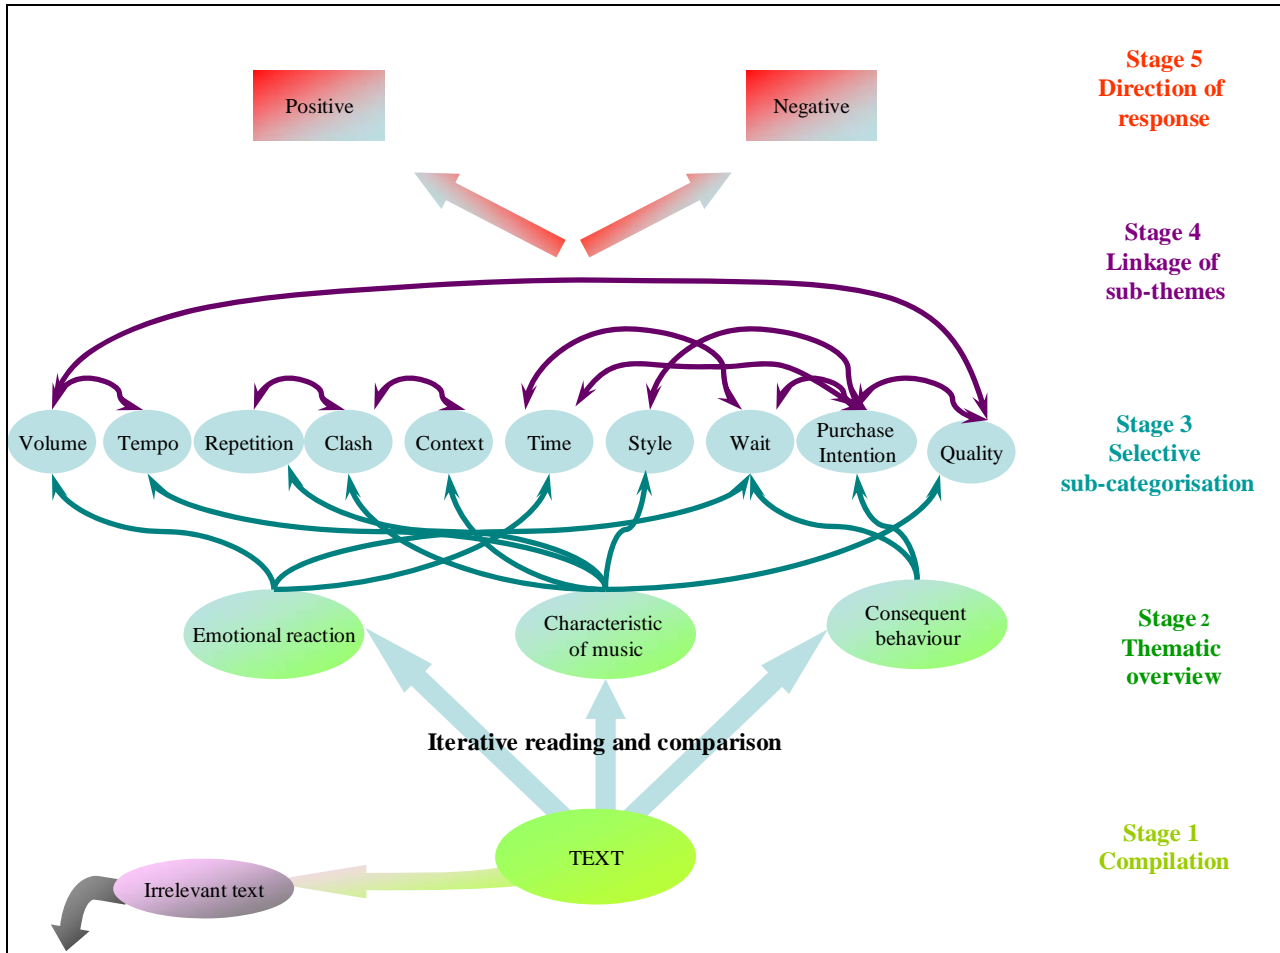 Stage 5
Direction of
response
Positive
Negative
Stage 4
Linkage of
sub-themes
Volume
Tempo
Repetition
Clash
Context
Time
Style
Wait
Purchase
Intention
Quality
Stage 3
Selective
sub-categorisation
Emotional reaction
Characteristic
of music
Consequent
behaviour
Stage 2
Thematic
overview
Iterative reading and comparison
TEXT
Irrelevant text
Stage 1
Compilation